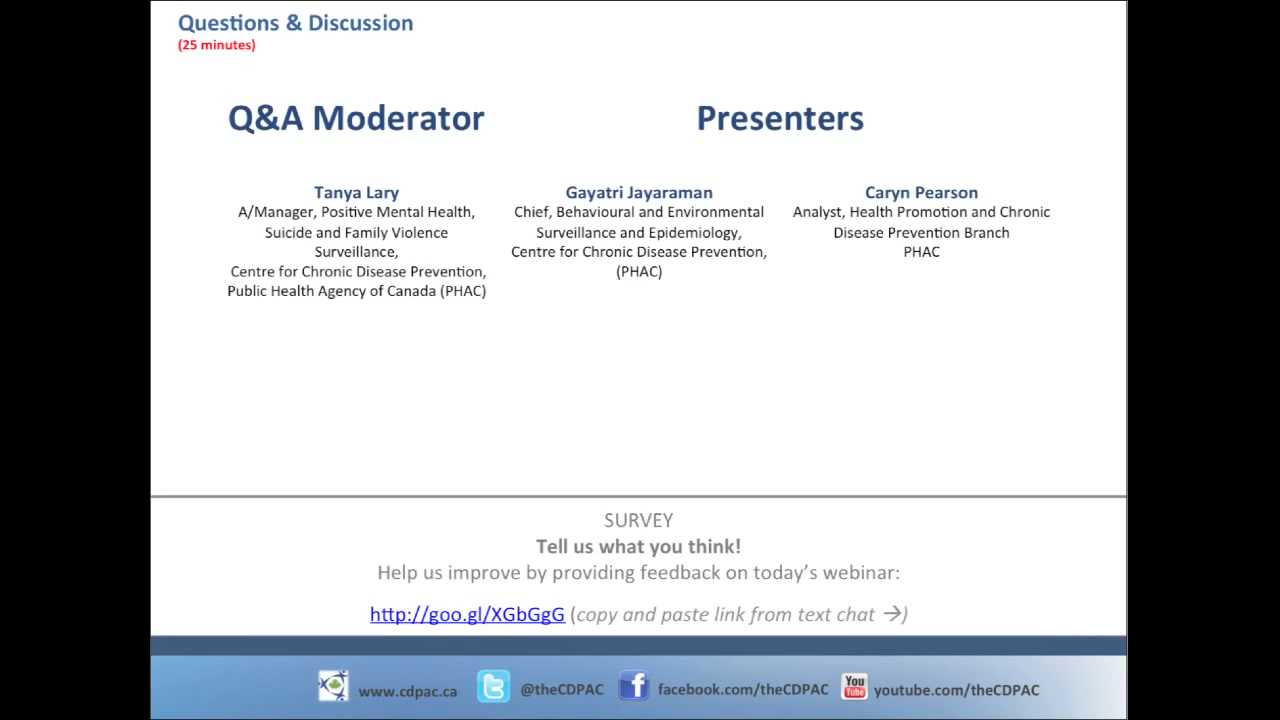 Questions & Discussion
(25 minutes)
Q&A Moderator
Presenters
Tanya Lary
A/Manager, Positive Mental Health,
Suicide and Family Violence
Surveillance,
Centre for Chronic Disease Prevention,
Public Health Agency of Canada (PHAC)
Gayatri Jayaraman
Chief, Behavioural and Environmental
Surveillance and Epidemiology,
Centre for Chronic Disease Prevention,
(PHAC)
Caryn Pearson
Analyst, Health Promotion and Chronic
Disease Prevention Branch
PHAC
SURVEY
Tell us what you think!
Help us improve by providing feedback on today's webinar:
http://goo.gl/XGbGgG (copy and paste link from text chat →)
www.cdpac.ca
@theCDPAC
facebook.com/theCDPAC
You Tube
youtube.com/theCDPAC